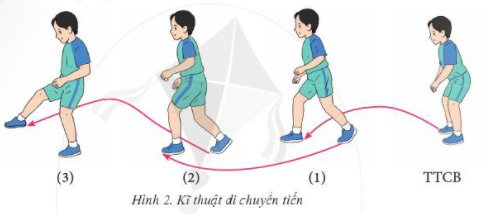 (3) (2) (1) TTCB
Hình 2. Kĩ thuật di chuyển tiến